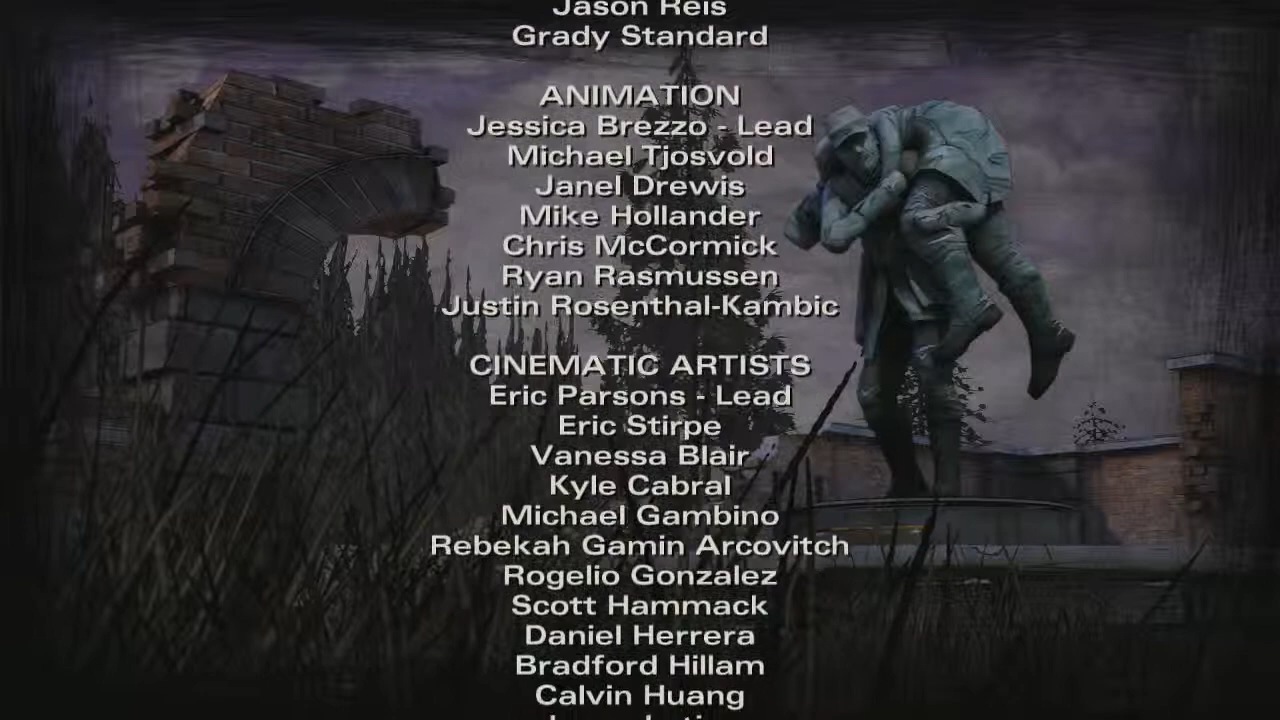 Jason Reis
Grady Standard
ANIMATION
Jessica Brezzo - Lead
Michael Tjosvold
Janel Drewis
Mike Hollander
Chris McCormick
Ryan Rasmussen
Justin Rosenthal-Kambic
CINEMATIC ARTISTS
Eric Parsons - Lead
Eric Stirpe
Vanessa Blair
Kyle Cabral
Michael Gambino
Rebekah Gamin Arcovitch
Rogelio Gonzalez
Scott Hammack
Daniel Herrera
Bradford Hillam
Calvin Huang